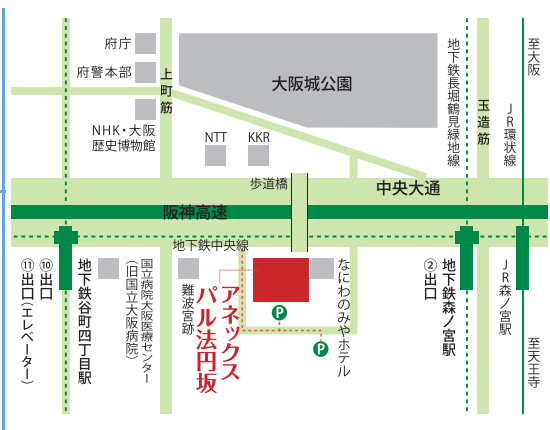 府庁
府警本部
上町筋
大阪城公園
地下鉄長堀鶴見緑地線
玉造筋
JR環状線
至大阪
NHK・大阪
歴史博物館
NTT
KKR
歩道橋
中央大通
阪神高速
地下鉄中央線
⑪出口(エレベーター)
⑩出口
地下鉄谷町四丁目駅
国立病院大阪医療センター
(旧国立大阪病院)
難波宮跡
アネックス
パル法円坂
P
P
なにわのみやホテル
②出口
地下鉄森ノ宮駅
JR森ノ宮駅
至天王寺